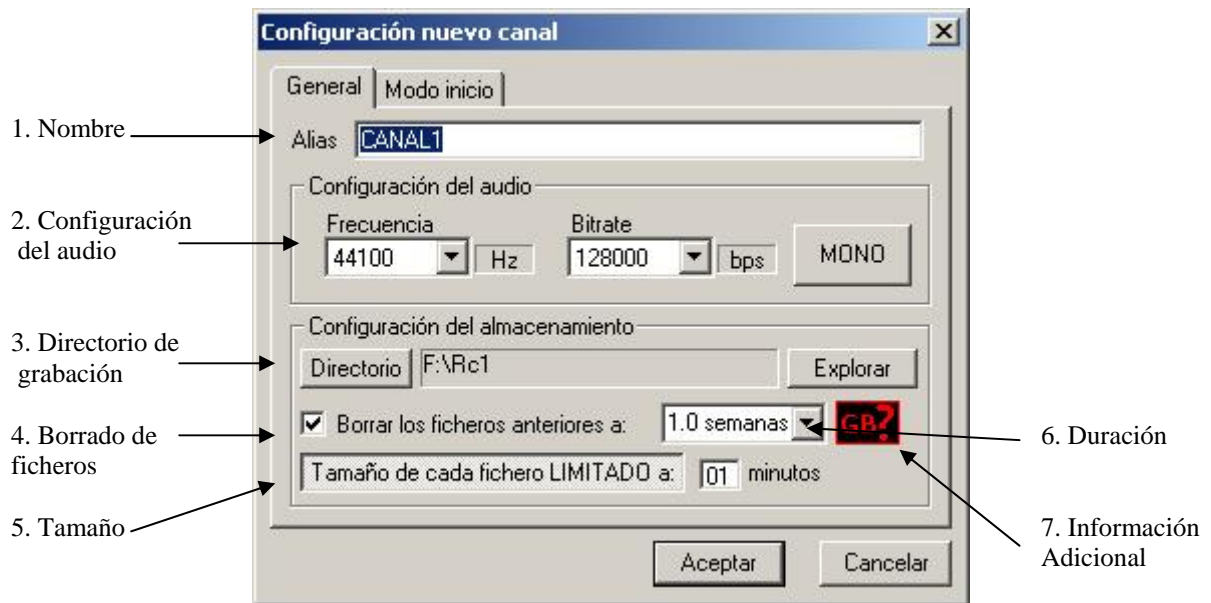 Configuración nuevo canal
General
Modo inicio
1. Nombre
Alias
CANAL1
Configuración del audio
2. Configuración
del audio
Frecuencia
44100
Hz
Bitrate
128000
bps
MONO
Configuración del almacenamiento
3. Directorio de
grabación
Directorio
F:\Rc1
Explorar
4. Borrado de
ficheros
Borrar los ficheros anteriores a:
1.0 semanas
GB?
6. Duración
5. Tamaño
Tamaño de cada fichero LIMITADO a:
01 minutos
7. Información
Adicional
Aceptar
Cancelar